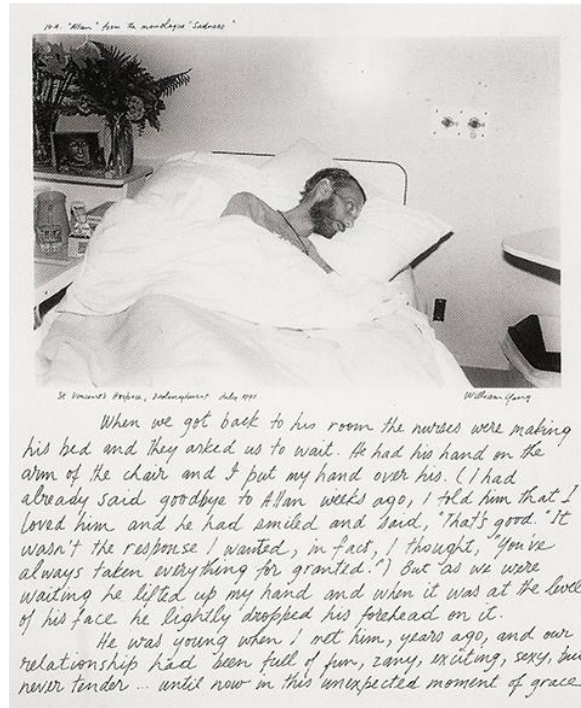 "Allan" from the monologue "Sadness"
St Vincent's Hospice, Darlinghurst July 1990
William Yang
When we got back to his room the nurses were making
his bed and they asked us to wait. He had his hand on the
arm of the chair and I put my hand over his. (I had
already said goodbye to Allan weeks ago, I told him that I
loved him and he had smiled and said, "That's good." It
wasn't the response I wanted, in fact, I thought, "You've
always taken everything for granted.") But as we were
waiting he lifted up my hand and when it was at the level
of his face he lightly dropped his forehead on it.
He was young when I met him, years ago, and our
relationship had been full of fun, zany, exciting, sexy, but
never tender ... until now in this unexpected moment of grace